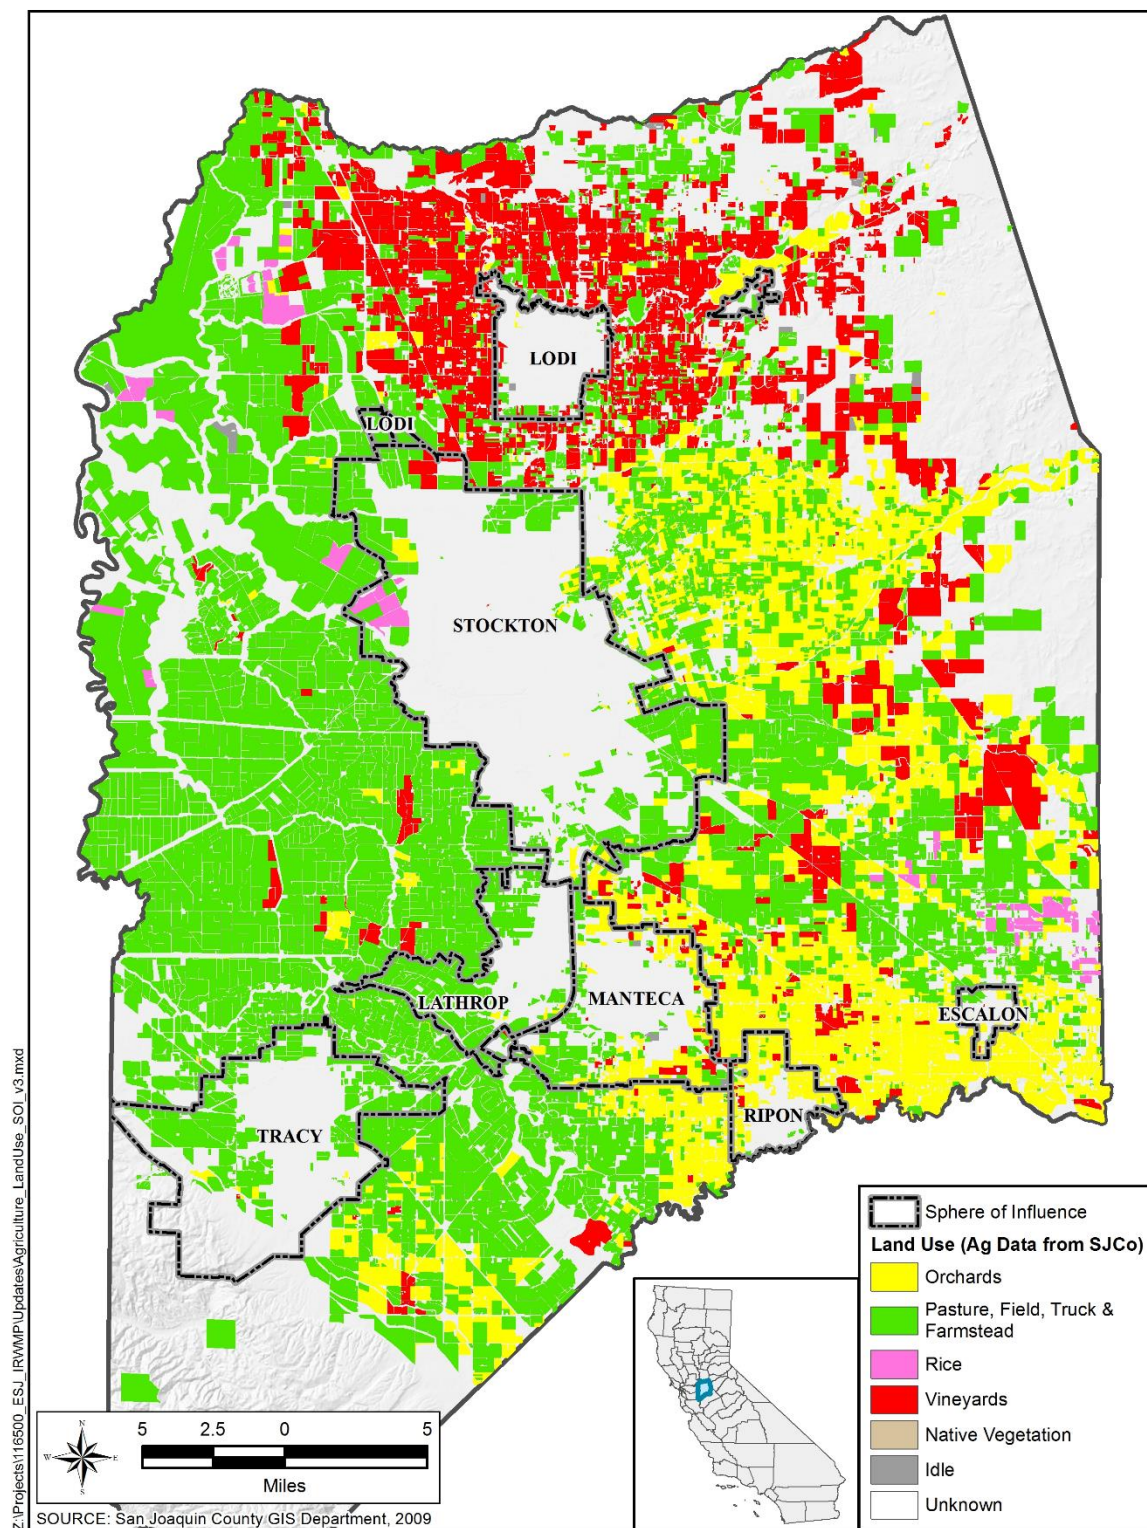 LODI
LODI
STOCKTON
LATHROP
MANTECA
ESCALON
RIPON
TRACY
Sphere of Influence
Land Use (Ag Data from SJCo)
Orchards
Pasture, Field, Truck &
Farmstead
Rice
Vineyards
Native Vegetation
Idle
Unknown
N
W
E
S
5
2.5
0
5
Miles
SOURCE: San Joaquin County GIS Department, 2009
Z:\Projects\116500_ESJ_IRWMP\Updates\Agriculture_LandUse_SOI_v3.mxd